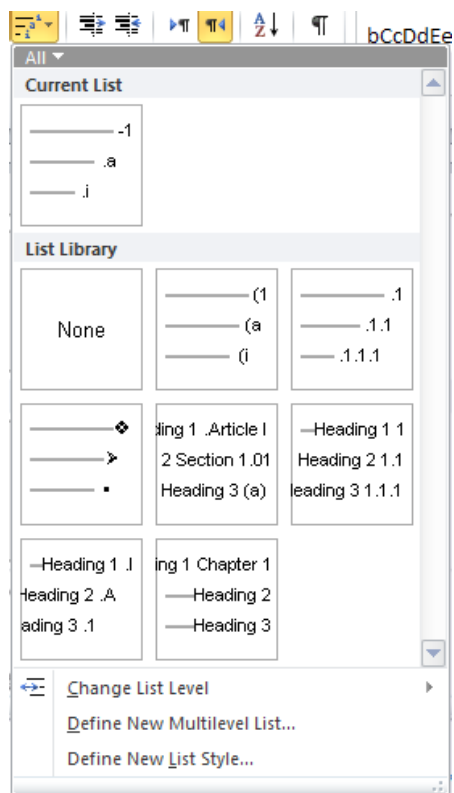 A
Z
bCcDdEe
All
Current List
-1
.a
.i
List Library
None
(1
(a
(i
.1
.1.1
.1.1.1
ding 1 .Article I
2 Section 1.01
Heading 3 (a)
Heading 1 1
Heading 2 1.1
leading 3 1.1.1
Heading 1 .I
Heading 2 .A
ading 3 .1
ing 1 Chapter 1
Heading 2
Heading 3
Change List Level
Define New Multilevel List...
Define New List Style...